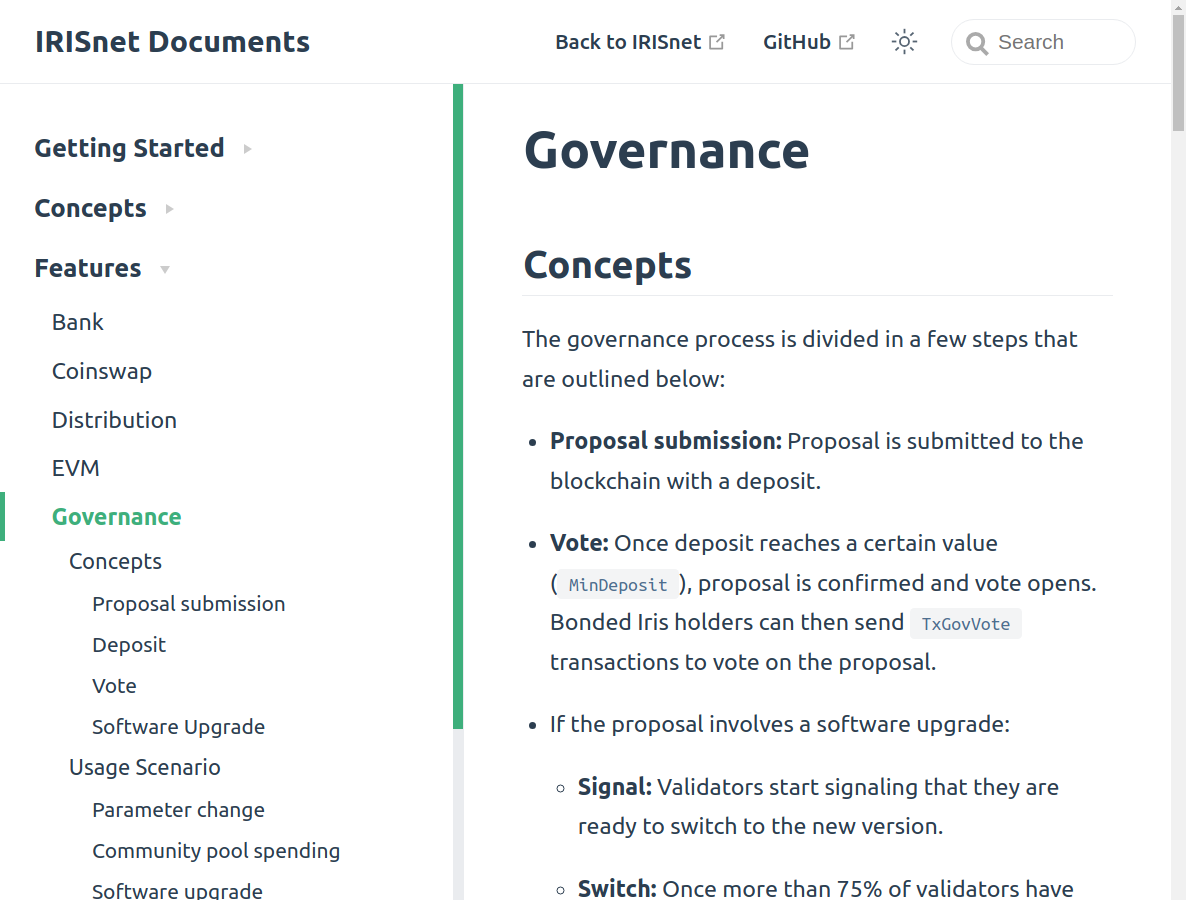 IRISnet Documents
Back to IRISnet
GitHub
Search
Getting Started
Concepts
Features
Bank
Coinswap
Distribution
EVM
Governance
Concepts
Proposal submission
Deposit
Vote
Software Upgrade
Usage Scenario
Parameter change
Community pool spending
Software upgrade
Governance
Concepts
The governance process is divided in a few steps that
are outlined below:
• Proposal submission: Proposal is submitted to the
blockchain with a deposit.
• Vote: Once deposit reaches a certain value
( MinDeposit ), proposal is confirmed and vote opens.
Bonded Iris holders can then send TxGovVote
transactions to vote on the proposal.
• If the proposal involves a software upgrade:
◦ Signal: Validators start signaling that they are
ready to switch to the new version.
◦ Switch: Once more than 75% of validators have